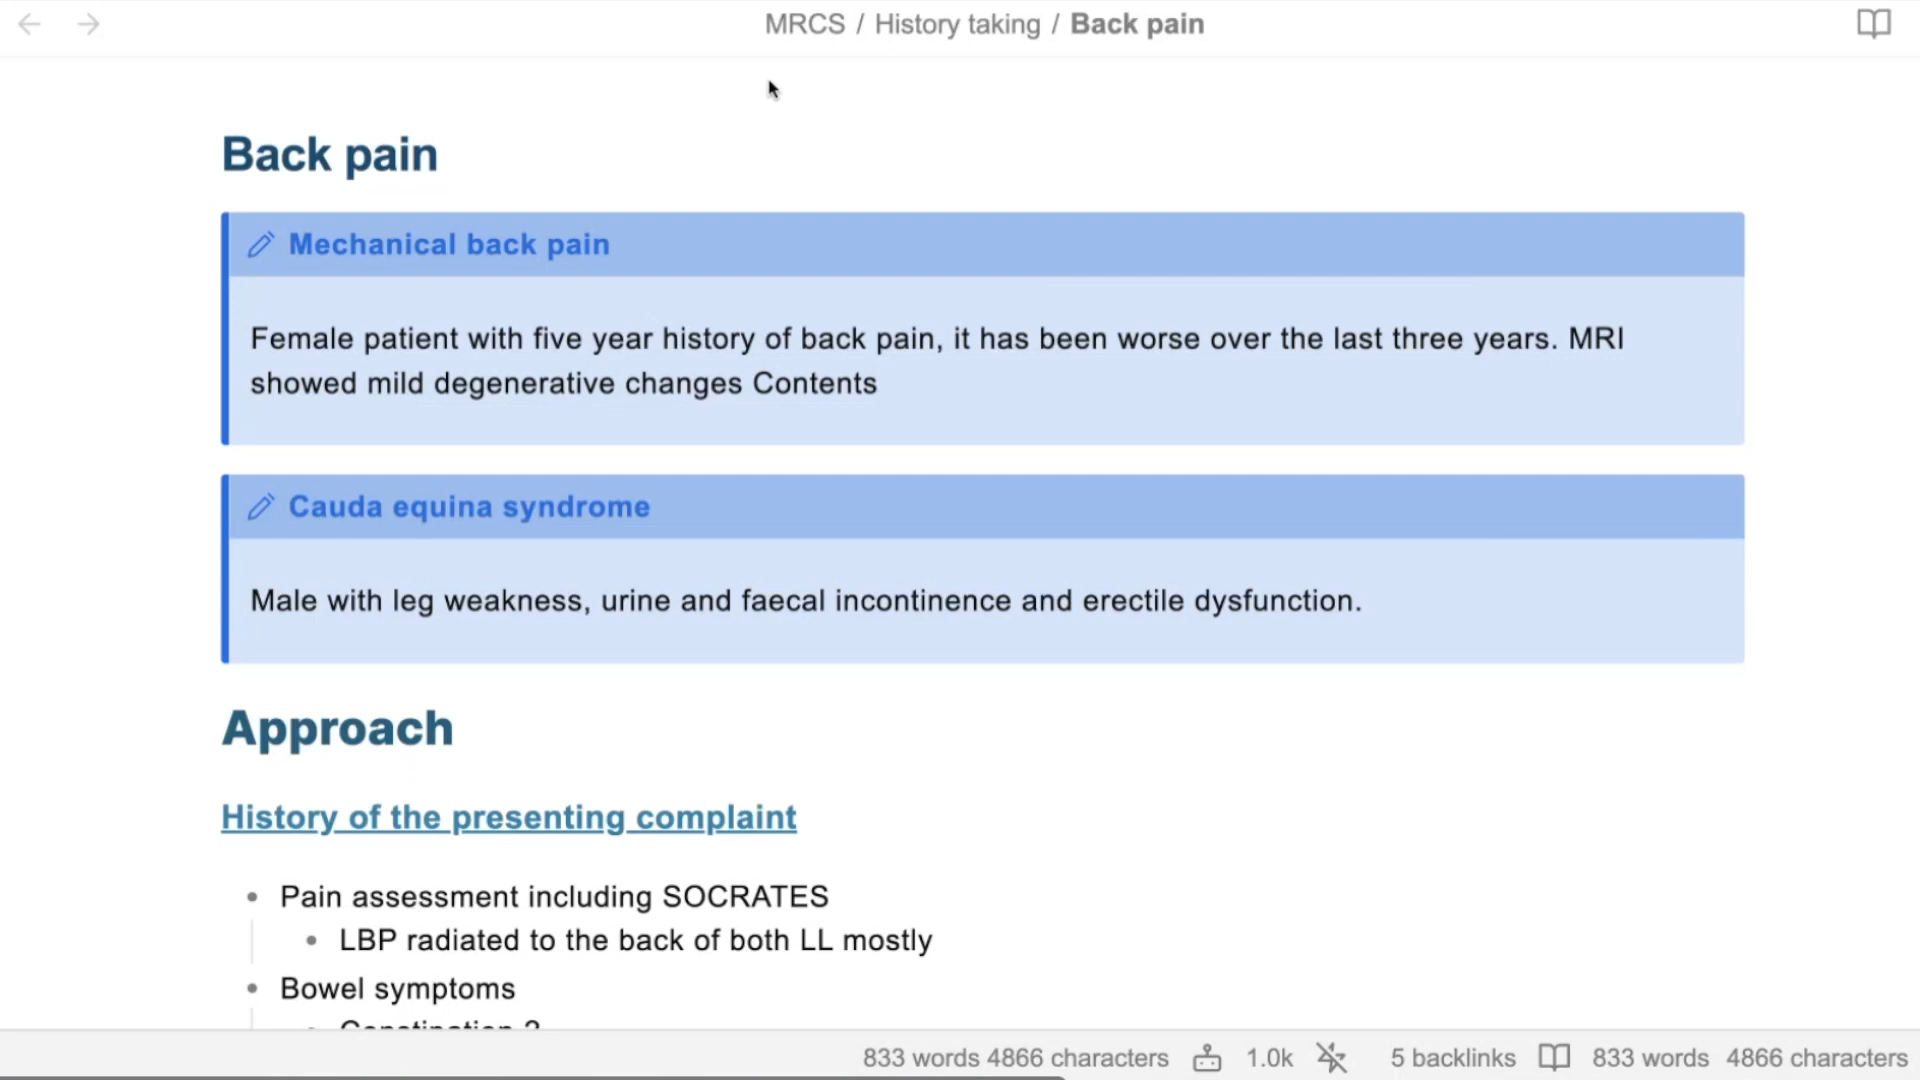 MRCS / History taking / Back pain
Back pain
Mechanical back pain
Female patient with five year history of back pain, it has been worse over the last three years. MRI
showed mild degenerative changes Contents
Cauda equina syndrome
Male with leg weakness, urine and faecal incontinence and erectile dysfunction.
Approach
History of the presenting complaint
Pain assessment including SOCRATES
LBP radiated to the back of both LL mostly
Bowel symptoms
Constipation ?
833 words 4866 characters 1.0k 5 backlinks 833 words 4866 characters